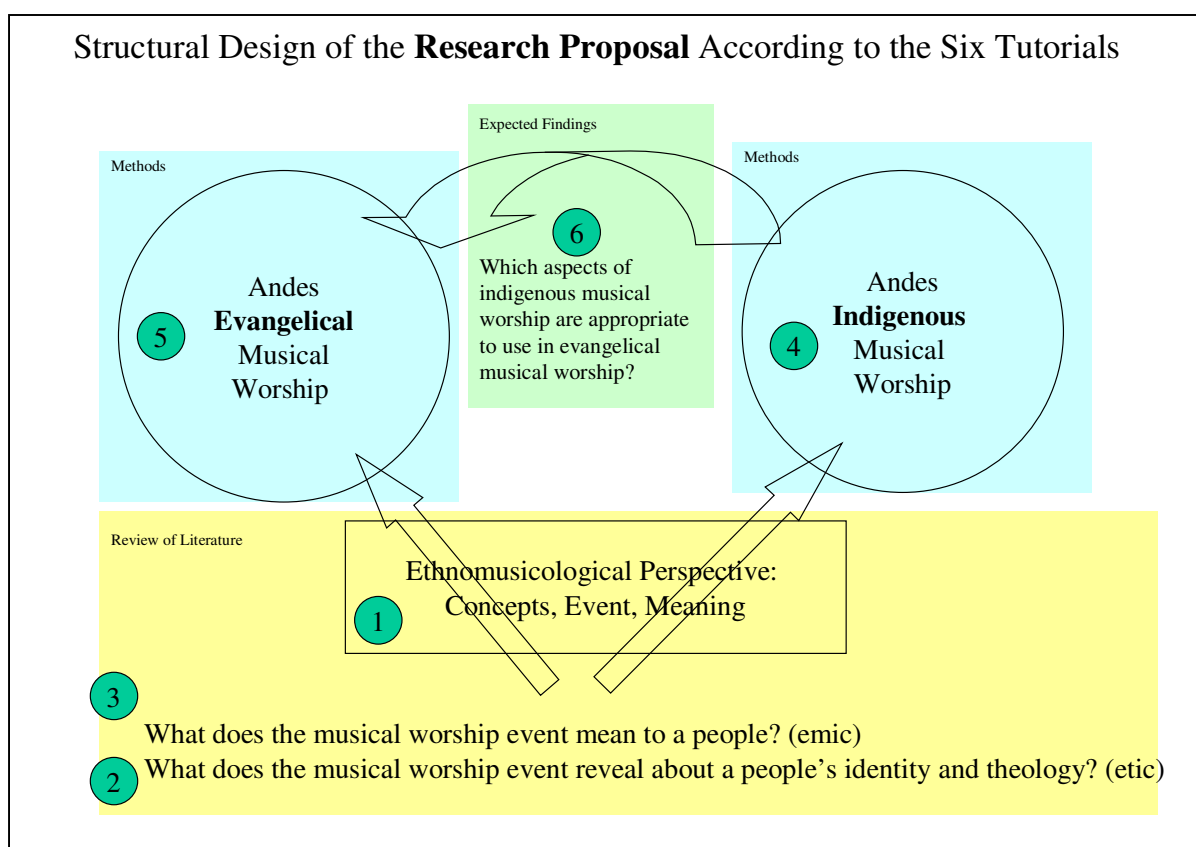 Structural Design of the Research Proposal According to the Six Tutorials
Expected Findings
Methods
Methods
6
Which aspects of
indigenous musical
worship are appropriate
to use in evangelical
musical worship?
5
Andes
Evangelical
Musical
Worship
4
Andes
Indigenous
Musical
Worship
Review of Literature
Ethnomusicological Perspective:
Concepts, Event, Meaning
1
3
What does the musical worship event mean to a people? (emic)
2
What does the musical worship event reveal about a people's identity and theology? (etic)